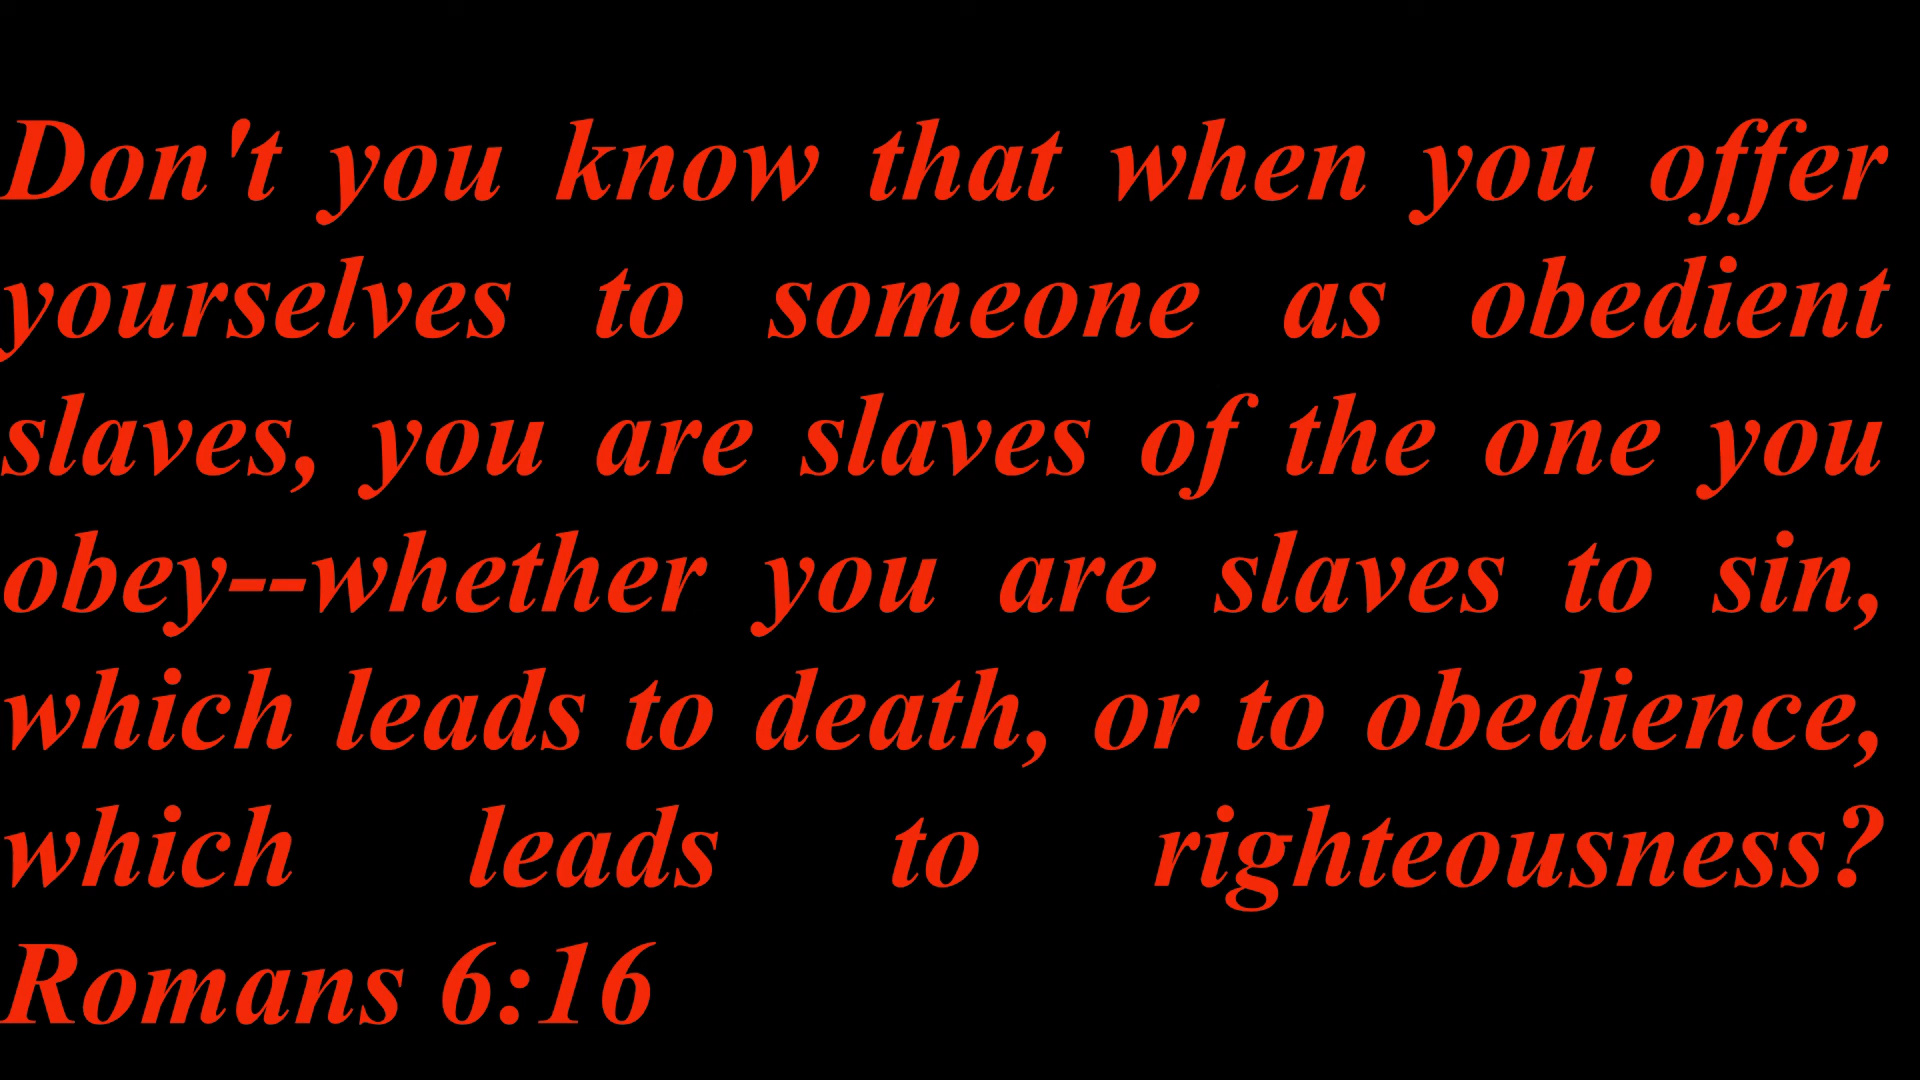 Don't you know that when you offer
yourselves to someone as obedient
slaves, you are slaves of the one you
obey--whether you are slaves to sin,
which leads to death, or to obedience,
which leads to righteousness?
Romans 6:16